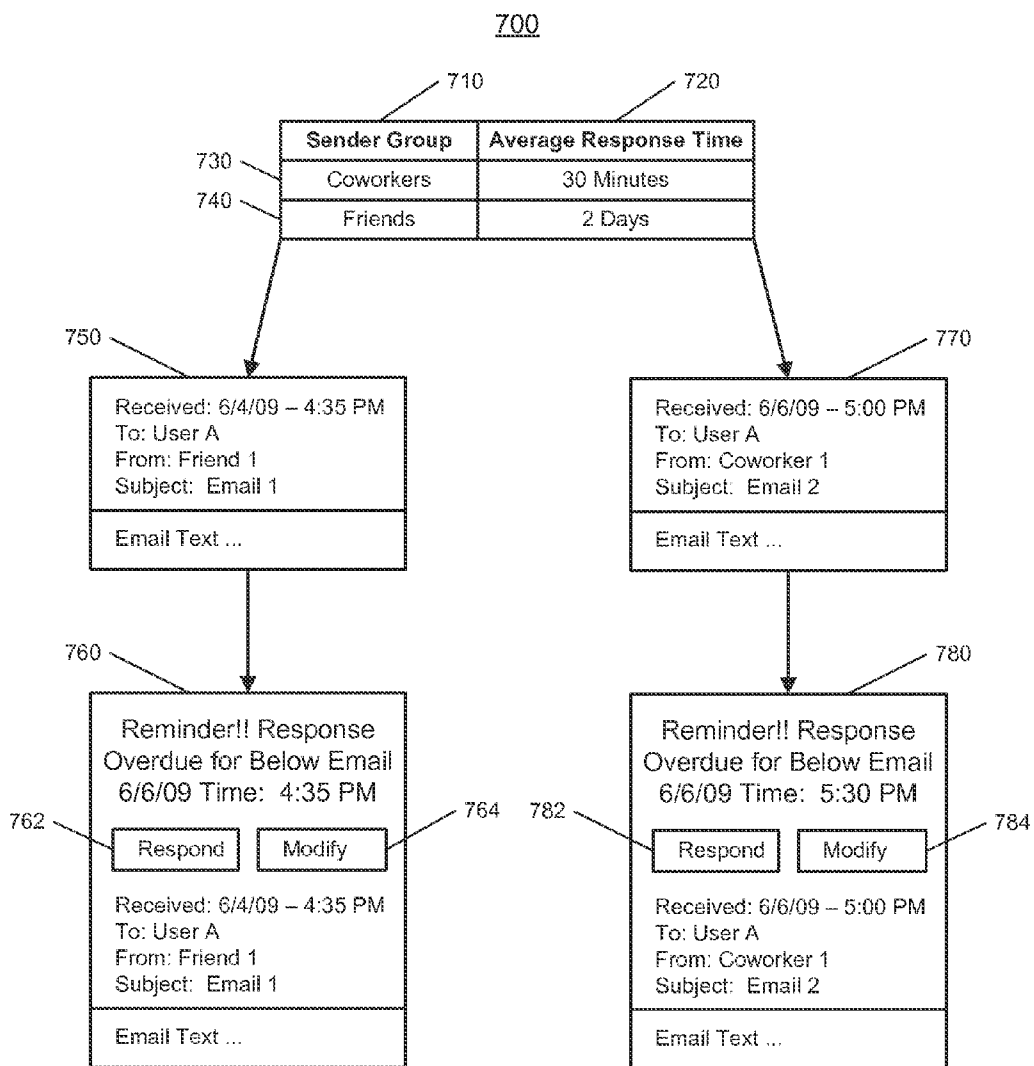 700
710
720
Sender Group Average Response Time
730
Coworkers 30 Minutes
740
Friends 2 Days
750
Received: 6/4/09 – 4:35 PM
To: User A
From: Friend 1
Subject: Email 1
Email Text ...
770
Received: 6/6/09 – 5:00 PM
To: User A
From: Coworker 1
Subject: Email 2
Email Text ...
760
Reminder!! Response
Overdue for Below Email
6/6/09 Time: 4:35 PM
762
764
Respond Modify
Received: 6/4/09 – 4:35 PM
To: User A
From: Friend 1
Subject: Email 1
Email Text ...
780
Reminder!! Response
Overdue for Below Email
6/6/09 Time: 5:30 PM
782
784
Respond Modify
Received: 6/6/09 – 5:00 PM
To: User A
From: Coworker 1
Subject: Email 2
Email Text ...